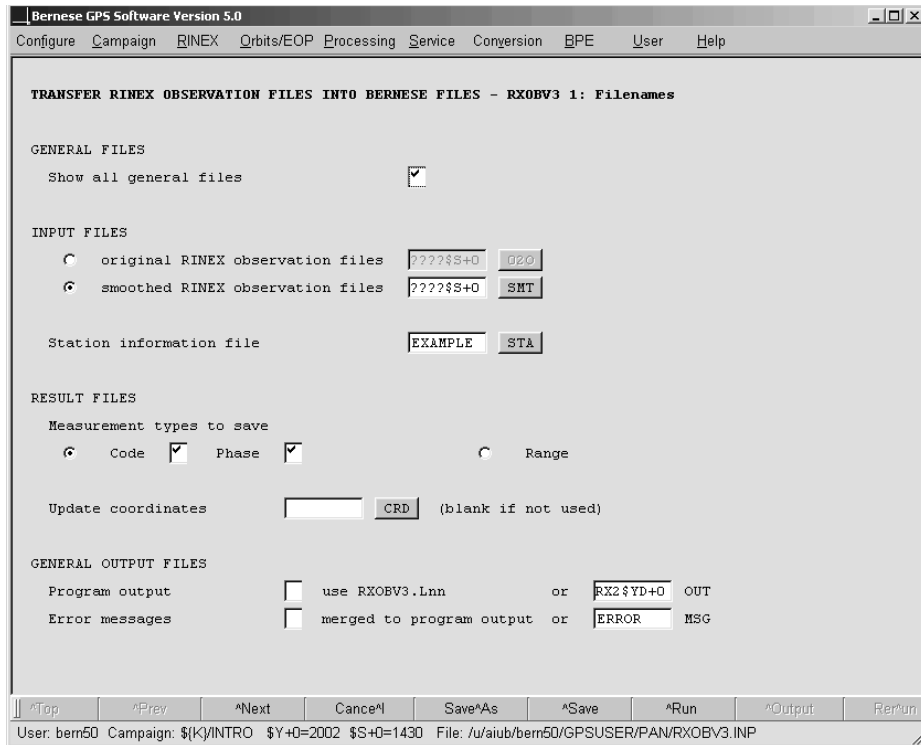 Bernese GPS Software Version 5.0
Configure Campaign RINEX Orbits/EOP Processing Service Conversion BPE User Help
TRANSFER RINEX OBSERVATION FILES INTO BERNESE FILES - RXOBV3 1: Filenames
GENERAL FILES
Show all general files
INPUT FILES
original RINEX observation files ????$S+0 02O
smoothed RINEX observation files ????$S+0 SMT
Station information file EXAMPLE STA
RESULT FILES
Measurement types to save
Code Phase Range
Update coordinates CRD (blank if not used)
GENERAL OUTPUT FILES
Program output use RXOBV3.Lnn or RX2$YD+0 OUT
Error messages merged to program output or ERROR MSG
^Top ^Prev ^Next Cance^l Save^As ^Save ^Run ^Output Rer^un
User: bern50 Campaign: ${K}/INTRO $Y+0=2002 $S+0=1430 File: /u/aiub/bern50/GPSUSER/PAN/RXOBV3.INP